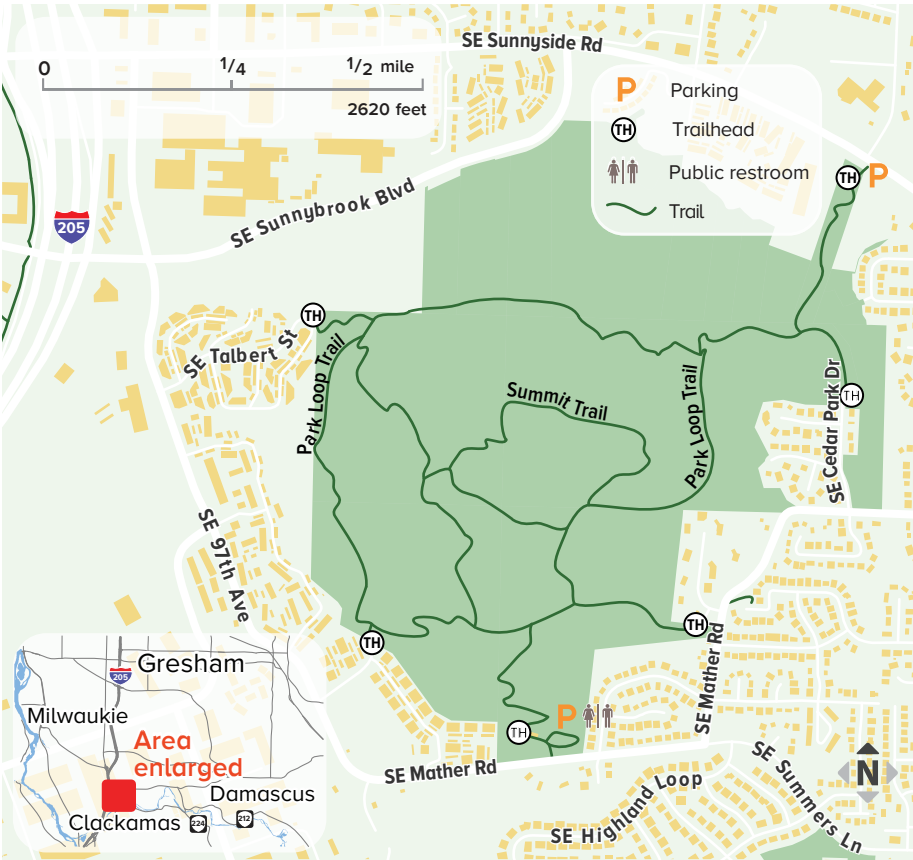 SE Sunnyside Rd
0 1/4 1/2 mile
2620 feet
P Parking
TH Trailhead
Public restroom
Trail
TH P
SE Sunnybrook Blvd
205
TH
SE Talbert St
Park Loop Trail
Summit Trail
Park Loop Trail
SE Cedar Park Dr
TH
SE 97th Ave
TH
TH
SE Mather Rd
P
TH
SE Mather Rd
SE Highland Loop
SE Summers Ln
N
Gresham
205
Milwaukie
Area
enlarged
Damascus
Clackamas 224 212